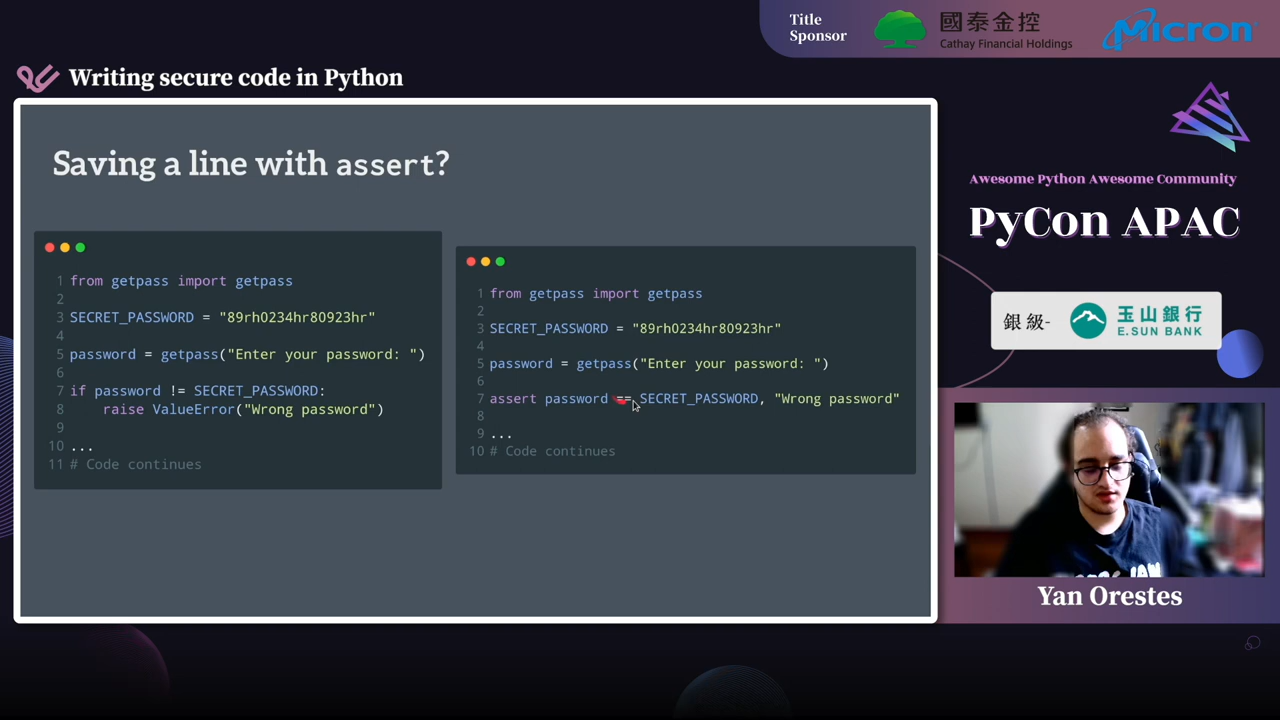 Title
Sponsor
國泰金控
Cathay Financial Holdings
Micron
Writing secure code in Python
Saving a line with assert?
1 from getpass import getpass
2
3 SECRET_PASSWORD = "89rh0234hr80923hr"
4
5 password = getpass("Enter your password: ")
6
7 if password != SECRET_PASSWORD:
8     raise ValueError("Wrong password")
9
10 ...
11 # Code continues
1 from getpass import getpass
2
3 SECRET_PASSWORD = "89rh0234hr80923hr"
4
5 password = getpass("Enter your password: ")
6
7 assert password == SECRET_PASSWORD, "Wrong password"
8
9 ...
10 # Code continues
Awesome Python Awesome Community
PyCon APAC
銀級-
玉山銀行
E.SUN BANK
Yan Orestes